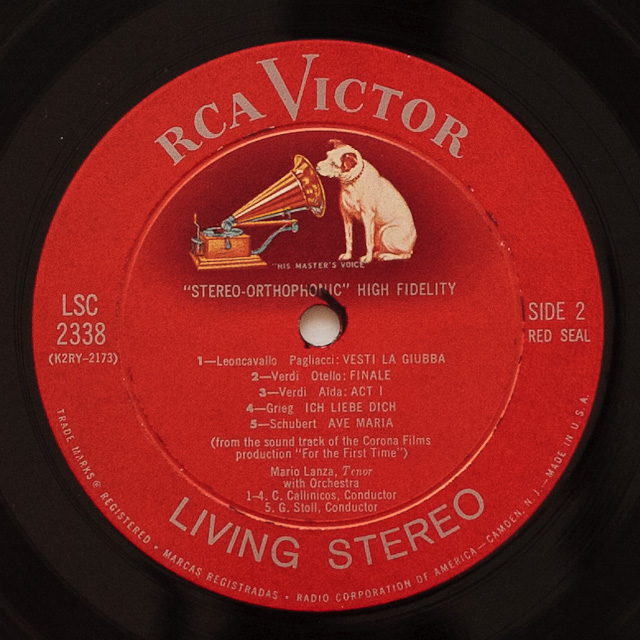 RCA VICTOR
"HIS MASTER'S VOICE"
"STEREO-ORTHOPHONIC" HIGH FIDELITY
LSC
2338
(K2RY-2173)
SIDE 2
RED SEAL
1—Leoncavallo Pagliacci: VESTI LA GIUBBA
2—Verdi Otello: FINALE
3—Verdi Aïda: ACT I
4—Grieg ICH LIEBE DICH
5—Schubert AVE MARIA
(from the sound track of the Corona Films
production "For the First Time")
Mario Lanza, Tenor
with Orchestra
1-4. C. Callinicos, Conductor
5. G. Stoll, Conductor
LIVING STEREO
TRADE MARKS ® REGISTERED • MARCAS REGISTRADAS • RADIO CORPORATION OF AMERICA—CAMDEN, N. J.—MADE IN U.S.A.